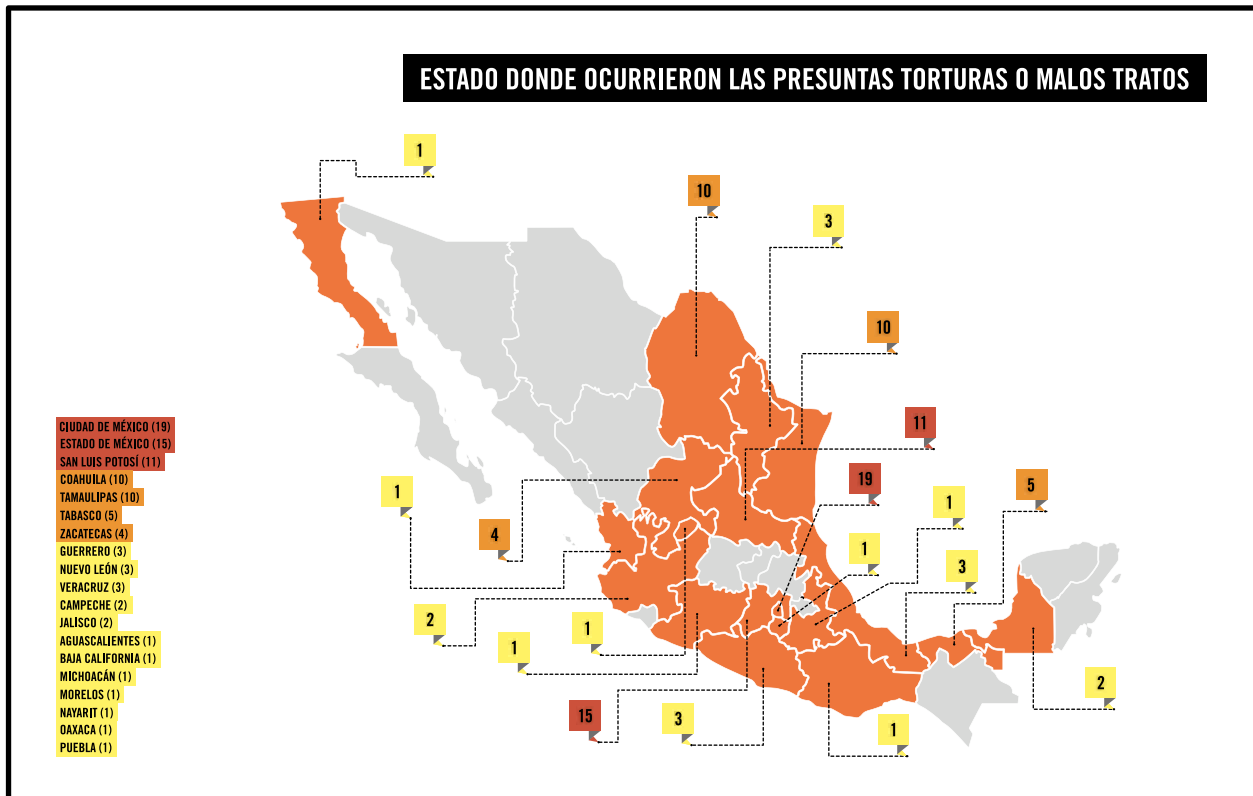 ESTADO DONDE OCURRIERON LAS PRESUNTAS TORTURAS O MALOS TRATOS
1
10
3
10
11
19
5
1
1
1
4
3
2
1
1
2
15
3
1
CIUDAD DE MÉXICO (19)
ESTADO DE MÉXICO (15)
SAN LUIS POTOSÍ (11)
COAHUILA (10)
TAMAULIPAS (10)
TABASCO (5)
ZACATECAS (4)
GUERRERO (3)
NUEVO LEÓN (3)
VERACRUZ (3)
CAMPECHE (2)
JALISCO (2)
AGUASCALIENTES (1)
BAJA CALIFORNIA (1)
MICHOACÁN (1)
MORELOS (1)
NAYARIT (1)
OAXACA (1)
PUEBLA (1)